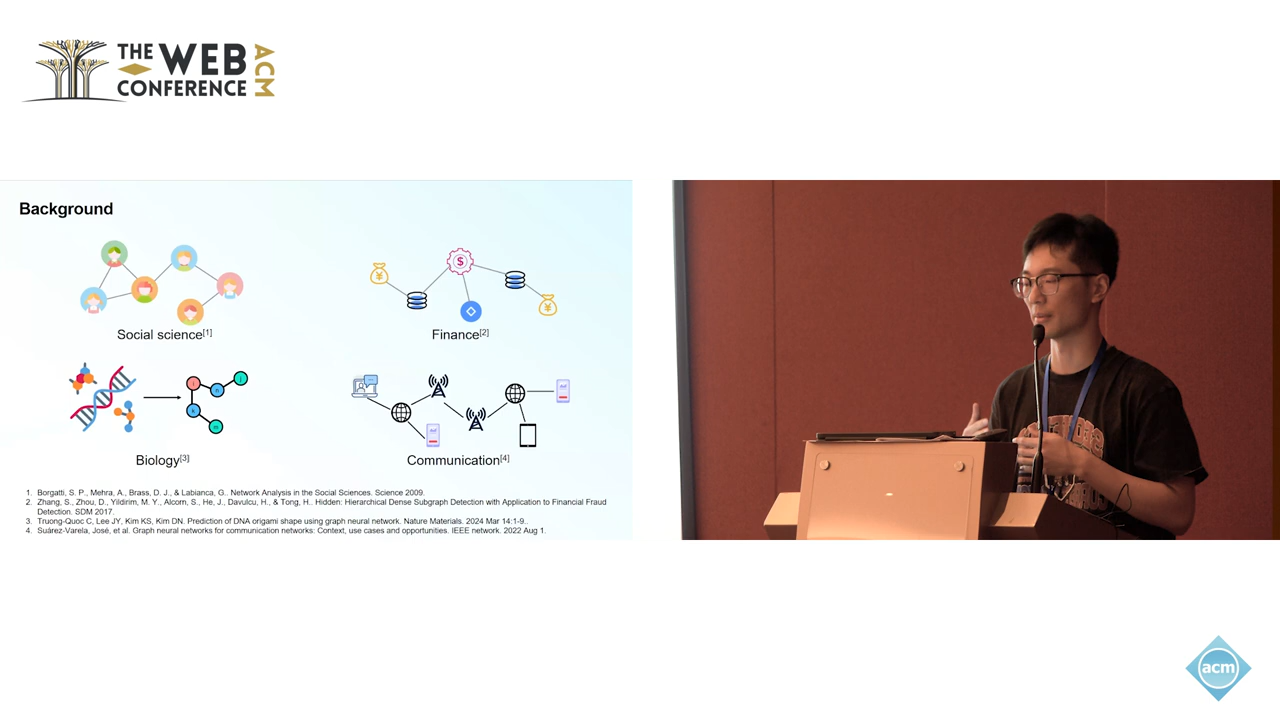 THE WEB
CONFERENCE
ACM
Background
Social science[1]
$
Finance[2]
Biology[3]
Communication[4]
1. Borgatti, S. P., Mehra, A., Brass, D. J., & Labianca, G.. Network Analysis in the Social Sciences. Science 2009.
2. Zhang, S., Zhou, D., Yildirim, M. Y., Alcorn, S., He, J., Davulcu, H., & Tong, H.. Hidden: Hierarchical Dense Subgraph Detection with Application to Financial Fraud
Detection. SDM 2017.
3. Truong-Quoc C, Lee JY, Kim KS, Kim DN. Prediction of DNA origami shape using graph neural network. Nature Materials. 2024 Mar 14:1-9..
4. Suárez-Varela, José, et al. Graph neural networks for communication networks: Context, use cases and opportunities. IEEE network. 2022 Aug 1.
acm